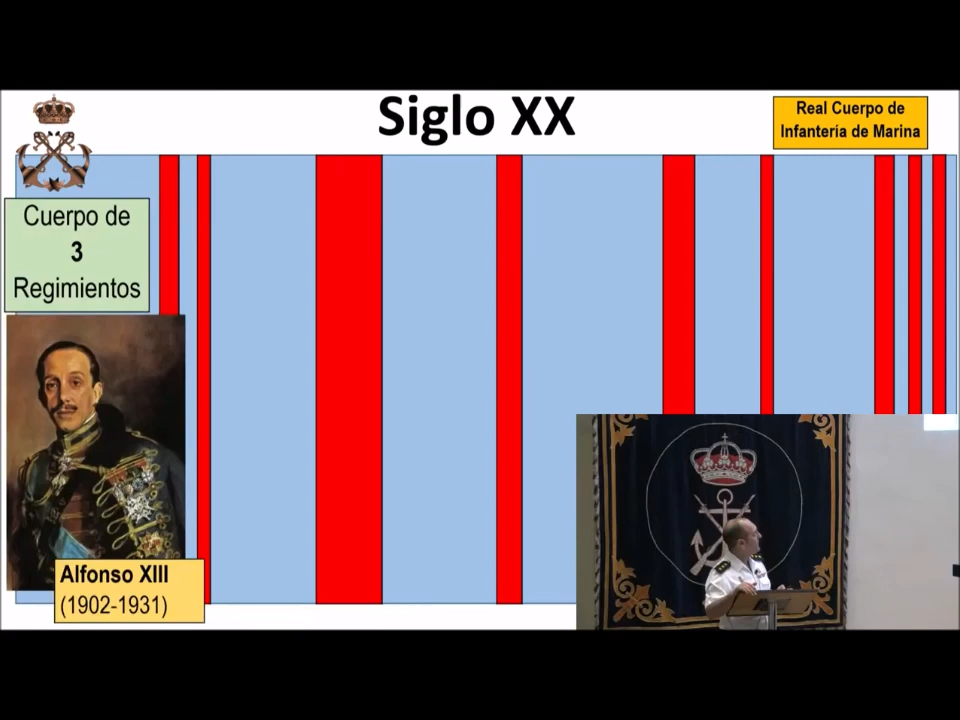 Siglo XX
Real Cuerpo de
Infantería de Marina
Cuerpo de
3
Regimientos
Alfonso XIII
(1902-1931)